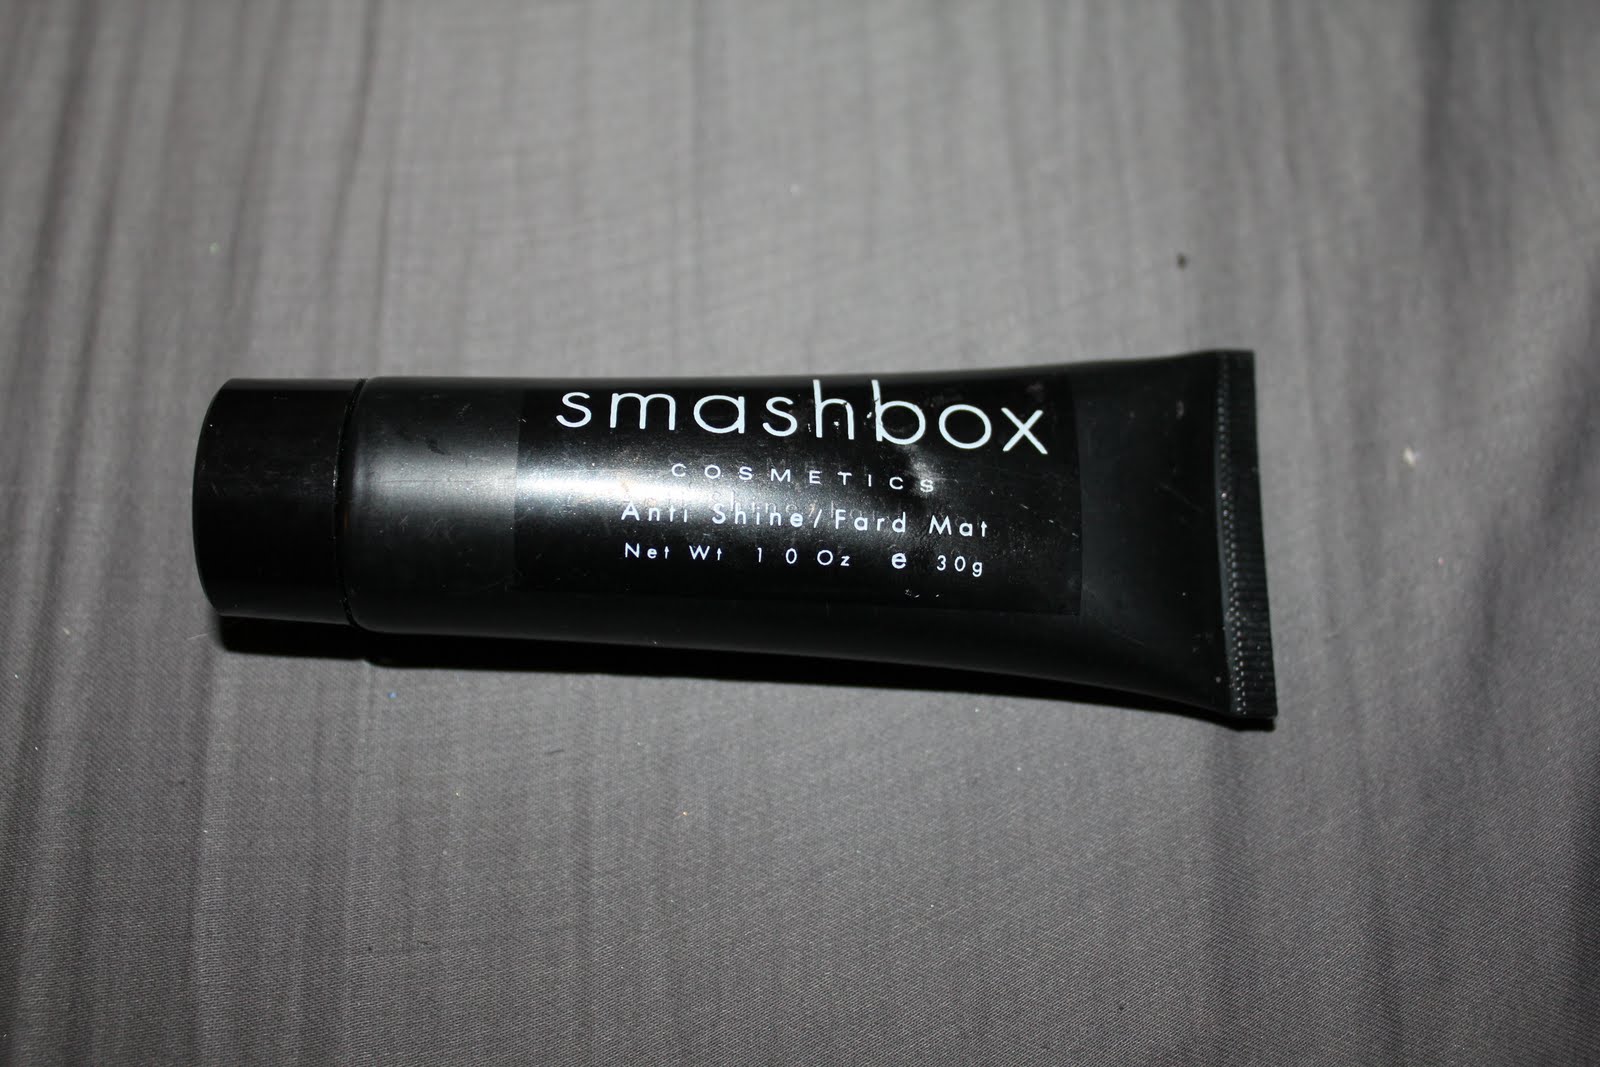 smashbox
COSMETICS
Anti Shine/Fard Mat
Net Wt 1 0 Oz e 30g